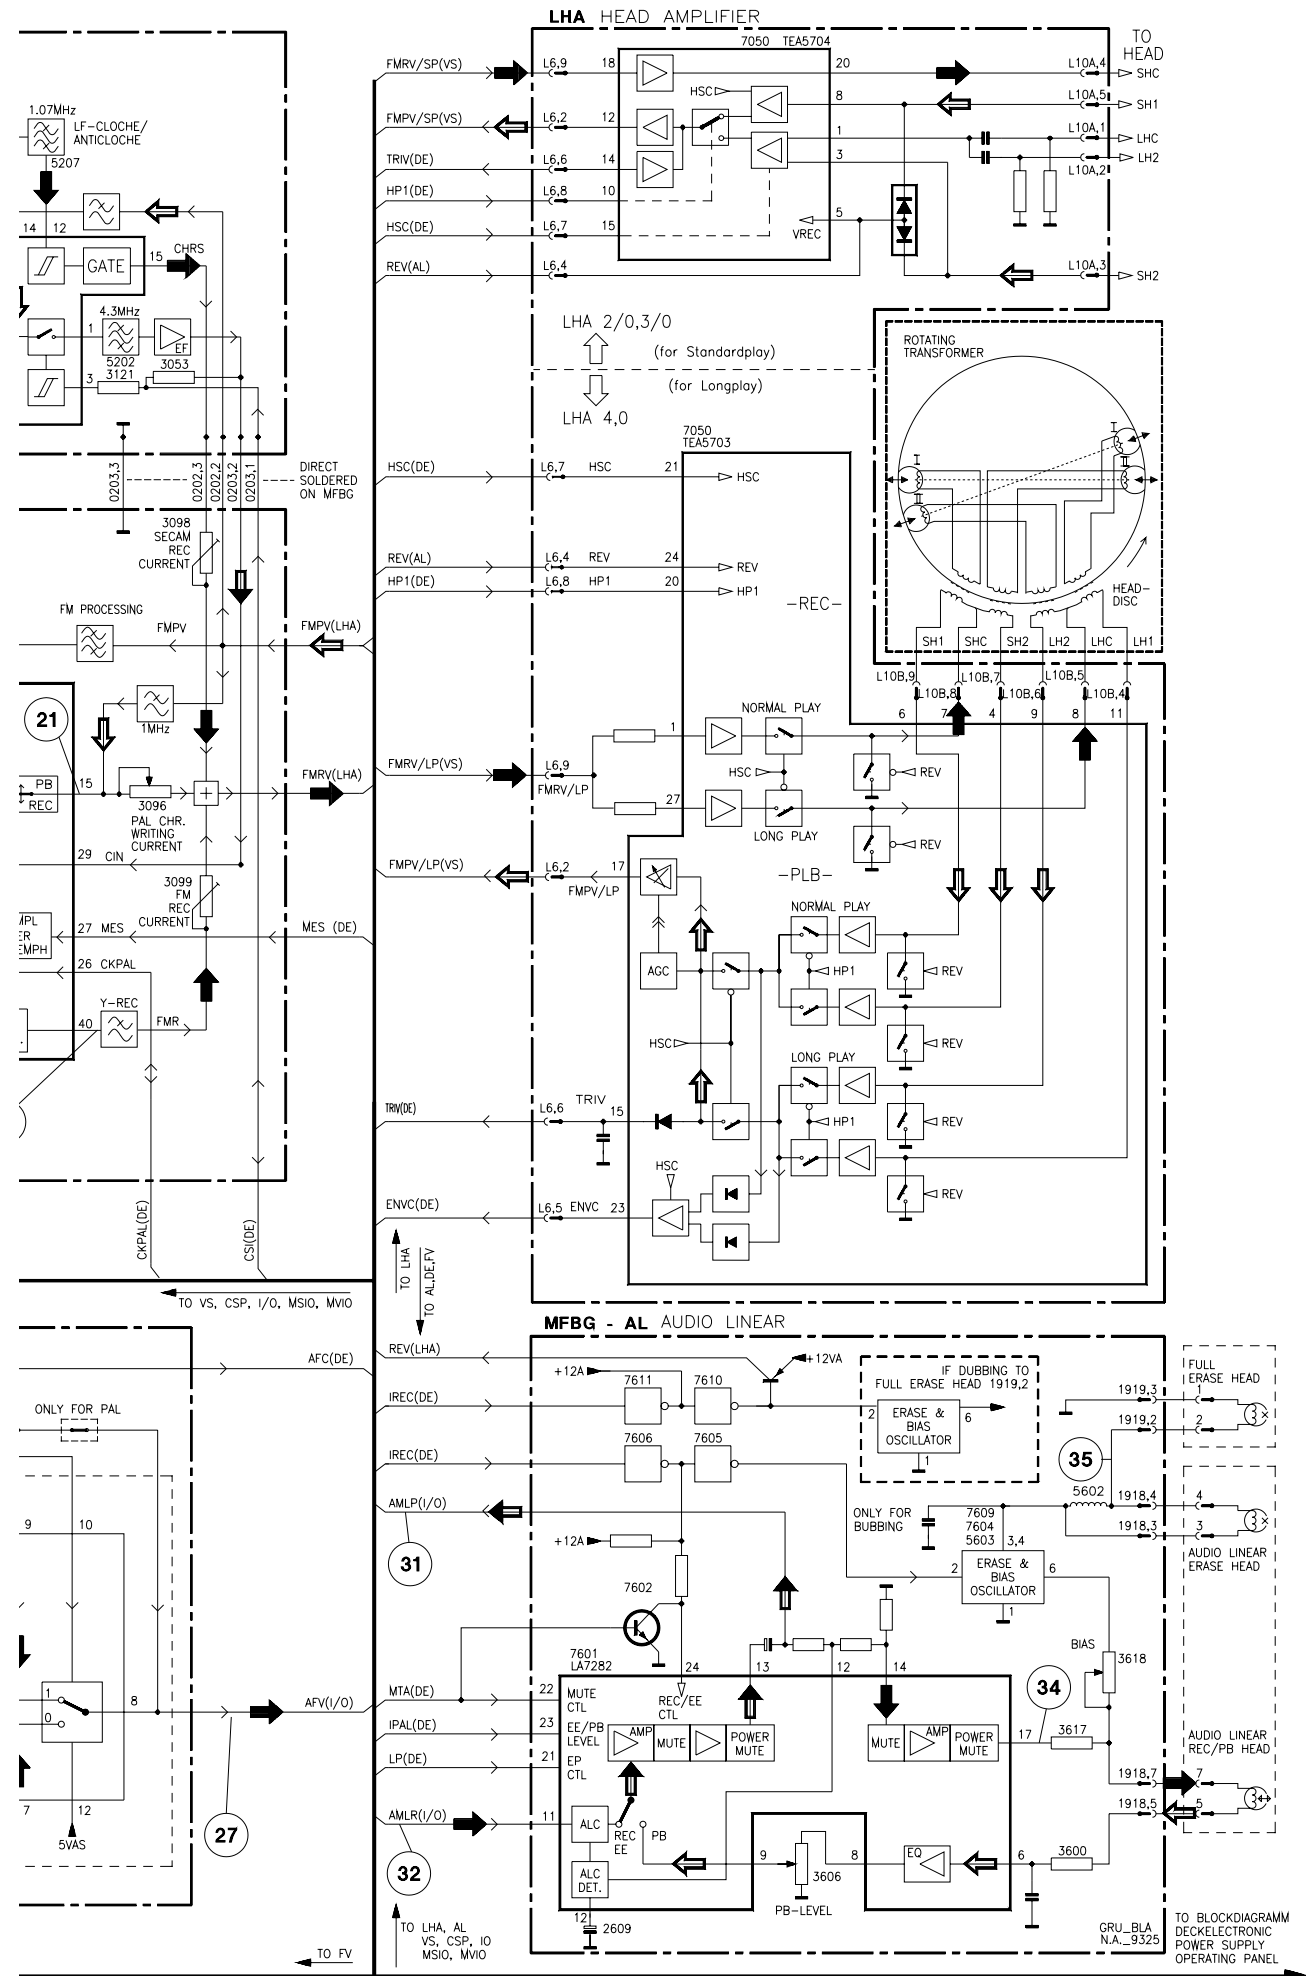 LHA HEAD AMPLIFIER
7050 TEA5704
TO
HEAD
FMRV/SP(VS)
L6,9
18
20
L10A,4
SHC
HSC
8
L10A,5
SH1
FMPV/SP(VS)
L6,2
12
1
L10A,1
LHC
TRIV(DE)
L6,6
14
3
LH2
L10A,2
HP1(DE)
L6,8
10
HSC(DE)
L6,7
15
5
VREC
REV(AL)
L6,4
L10A,3
SH2
1.07MHz
LF-CLOCHE/
ANTICLOCHE
5207
14
12
GATE
15
CHRS
4.3MHz
1
EF
5202
3053
3
3121
LHA 2/0,3/0
(for Standardplay)
(for Longplay)
LHA 4,0
ROTATING
TRANSFORMER
I
I
II
II
HEAD-
DISC
SH1
SHC
SH2
LH2
LHC
LH1
7050
TEA5703
0203,3
0202,3
0202,2
0203,2
0203,1
DIRECT
SOLDERED
ON MFBG
HSC(DE)
L6,7
HSC
21
HSC
3098
SECAM
REC
CURRENT
REV(AL)
L6,4
REV
24
REV
HP1(DE)
L6,8
HP1
20
HP1
-REC-
FM PROCESSING
FMPV
FMPV(LHA)
L10B,9
L10B,8
L10B,7
L10B,6
L10B,5
L10B,4
6
7
4
9
8
11
21
1MHz
PB
REC
15
3096
PAL CHR.
WRITING
CURRENT
FMRV(LHA)
FMRV/LP(VS)
L6,9
FMRV/LP
1
NORMAL PLAY
HSC
REV
27
LONG PLAY
REV
29
CIN
FMPV/LP(VS)
L6,2
FMPV/LP
17
-PLB-
3099
FM
REC
CURRENT
MPL
ER
EMPH
27
MES
MES (DE)
NORMAL PLAY
26
CKPAL
AGC
HP1
REV
Y-REC
40
FMR
HSC
REV
LONG PLAY
TRIV(DE)
L6,6
TRIV
15
HP1
REV
HSC
REV
ENVC(DE)
L6,5
ENVC
23
CKPAL(DE)
CSI(DE)
TO LHA
TO AL,DE,FV
TO VS, CSP, I/O, MSIO, MVIO
MFBG - AL AUDIO LINEAR
REV(LHA)
AFC(DE)
+12A
7611
7610
+12VA
IF DUBBING TO
FULL ERASE HEAD 1919,2
FULL
ERASE HEAD
IREC(DE)
2
ERASE &
BIAS
OSCILLATOR
6
1
1919,3
1
1919,2
2
ONLY FOR PAL
IREC(DE)
7606
7605
35
5602
AMLP(I/O)
ONLY FOR
BUBBING
7609
7604
5603
3,4
1918,4
4
1918,3
3
AUDIO LINEAR
ERASE HEAD
9
10
+12A
31
2
ERASE &
BIAS
OSCILLATOR
6
1
7602
7601
LA7282
24
13
12
14
BIAS
3618
1
0
8
27
AFV(I/O)
MTA(DE)
22
MUTE
CTL
REC/EE
CTL
34
IPAL(DE)
23
EE/PB
LEVEL
AMP
MUTE
POWER
MUTE
MUTE
AMP
POWER
MUTE
17
3617
AUDIO LINEAR
REC/PB HEAD
LP(DE)
21
EP
CTL
1918,7
7
7
12
5VAS
AMLR(I/O)
11
ALC
REC
EE
PB
1918,5
5
32
ALC
DET.
9
3606
8
EQ
6
3600
PB-LEVEL
12
2609
TO LHA, AL
VS, CSP, IO
MSIO, MVIO
TO FV
GRU_BLA
N.A._9325
TO BLOCKDIAGRAMM
DECKELECTRONIC
POWER SUPPLY
OPERATING PANEL